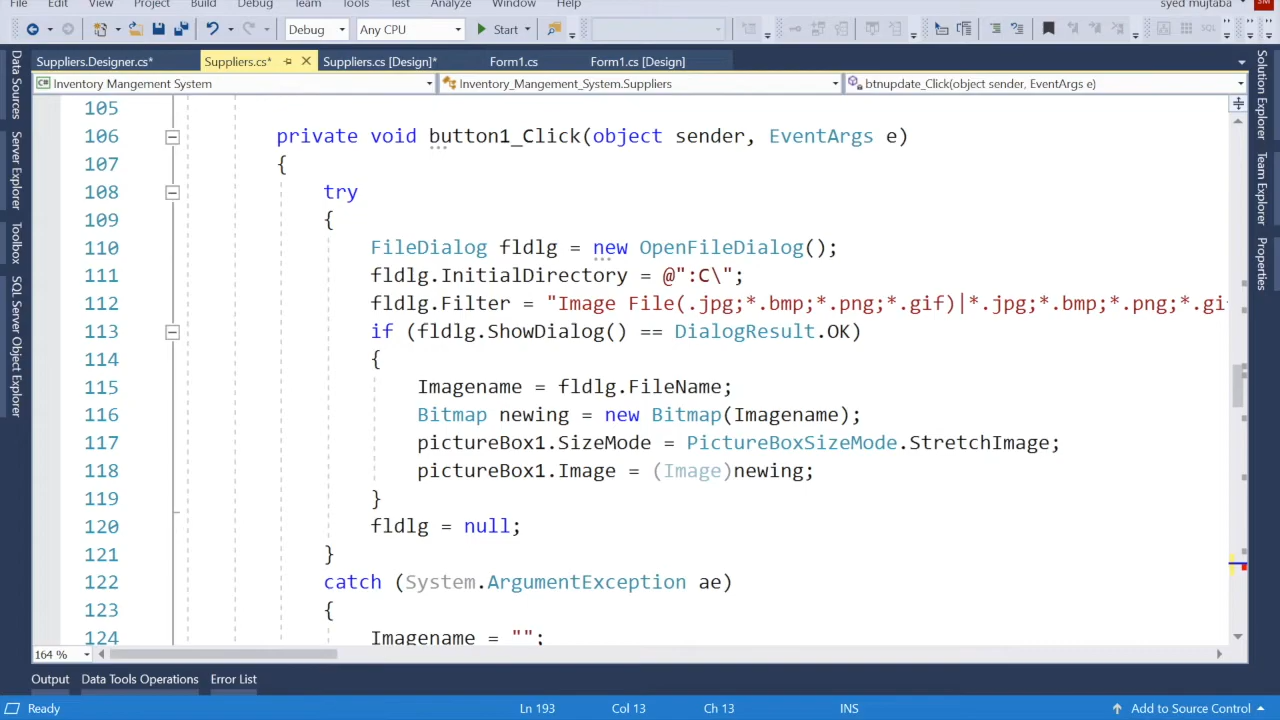 File Edit View Project Build Debug Team Tools Test Analyze Window Help
syed mujtaba
SM
Debug Any CPU Start
Suppliers.Designer.cs* Suppliers.cs* Suppliers.cs [Design]* Form1.cs Form1.cs [Design]
Inventory Mangement System Inventory_Mangement_System.Suppliers btnupdate_Click(object sender, EventArgs e)
105
106 private void button1_Click(object sender, EventArgs e)
107 {
108 try
109 {
110 FileDialog fldlg = new OpenFileDialog();
111 fldlg.InitialDirectory = @":C\";
112 fldlg.Filter = "Image File(.jpg;*.bmp;*.png;*.gif)|*.jpg;*.bmp;*.png;*.gi
113 if (fldlg.ShowDialog() == DialogResult.OK)
114 {
115 Imagename = fldlg.FileName;
116 Bitmap newing = new Bitmap(Imagename);
117 pictureBox1.SizeMode = PictureBoxSizeMode.StretchImage;
118 pictureBox1.Image = (Image)newing;
119 }
120 fldlg = null;
121 }
122 catch (System.ArgumentException ae)
123 {
124 Imagename = "";
164 %
Data Sources
Server Explorer
Toolbox
SQL Server Object Explorer
Solution Explorer
Team Explorer
Properties
Output Data Tools Operations Error List
Ready Ln 193 Col 13 Ch 13 INS Add to Source Control